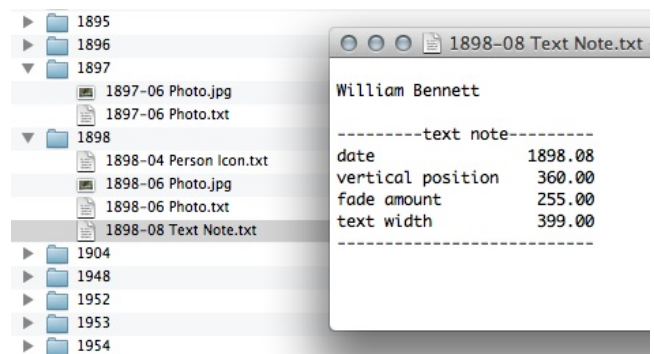 1895
1896
1897
1897-06 Photo.jpg
1897-06 Photo.txt
1898
1898-04 Person Icon.txt
1898-06 Photo.jpg
1898-06 Photo.txt
1898-08 Text Note.txt
1904
1948
1952
1953
1954
1898-08 Text Note.txt
William Bennett
---------text note---------
date 1898.08
vertical position 360.00
fade amount 255.00
text width 399.00
---------------------------